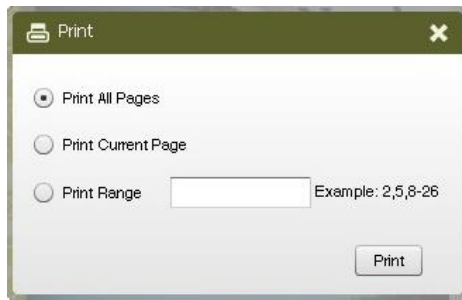 Print
Print All Pages
Print Current Page
Print Range Example: 2,5,8-26
Print